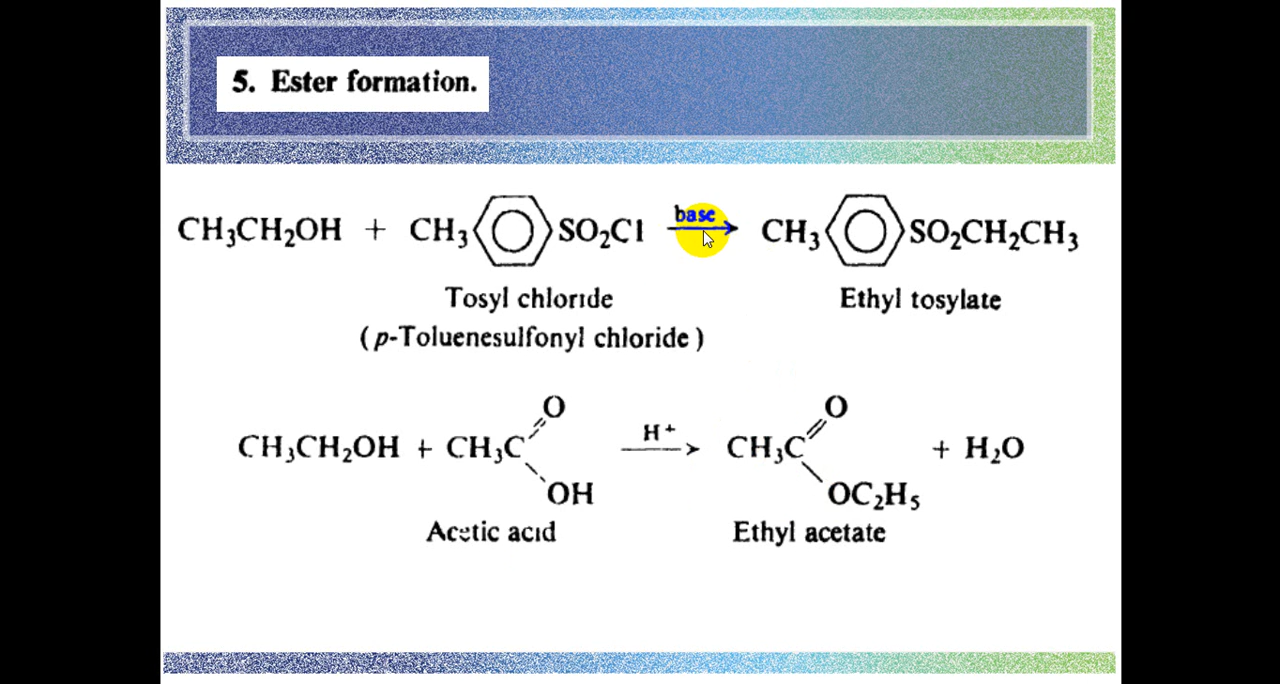 5. Ester formation.
CH₃CH₂OH + CH₃ SO₂Cl base → CH₃ SO₂CH₂CH₃
Tosyl chloride Ethyl tosylate
(p-Toluenesulfonyl chloride)
O O
CH₃CH₂OH + CH₃C H⁺ → CH₃C + H₂O
OH OC₂H₅
Acetic acid Ethyl acetate